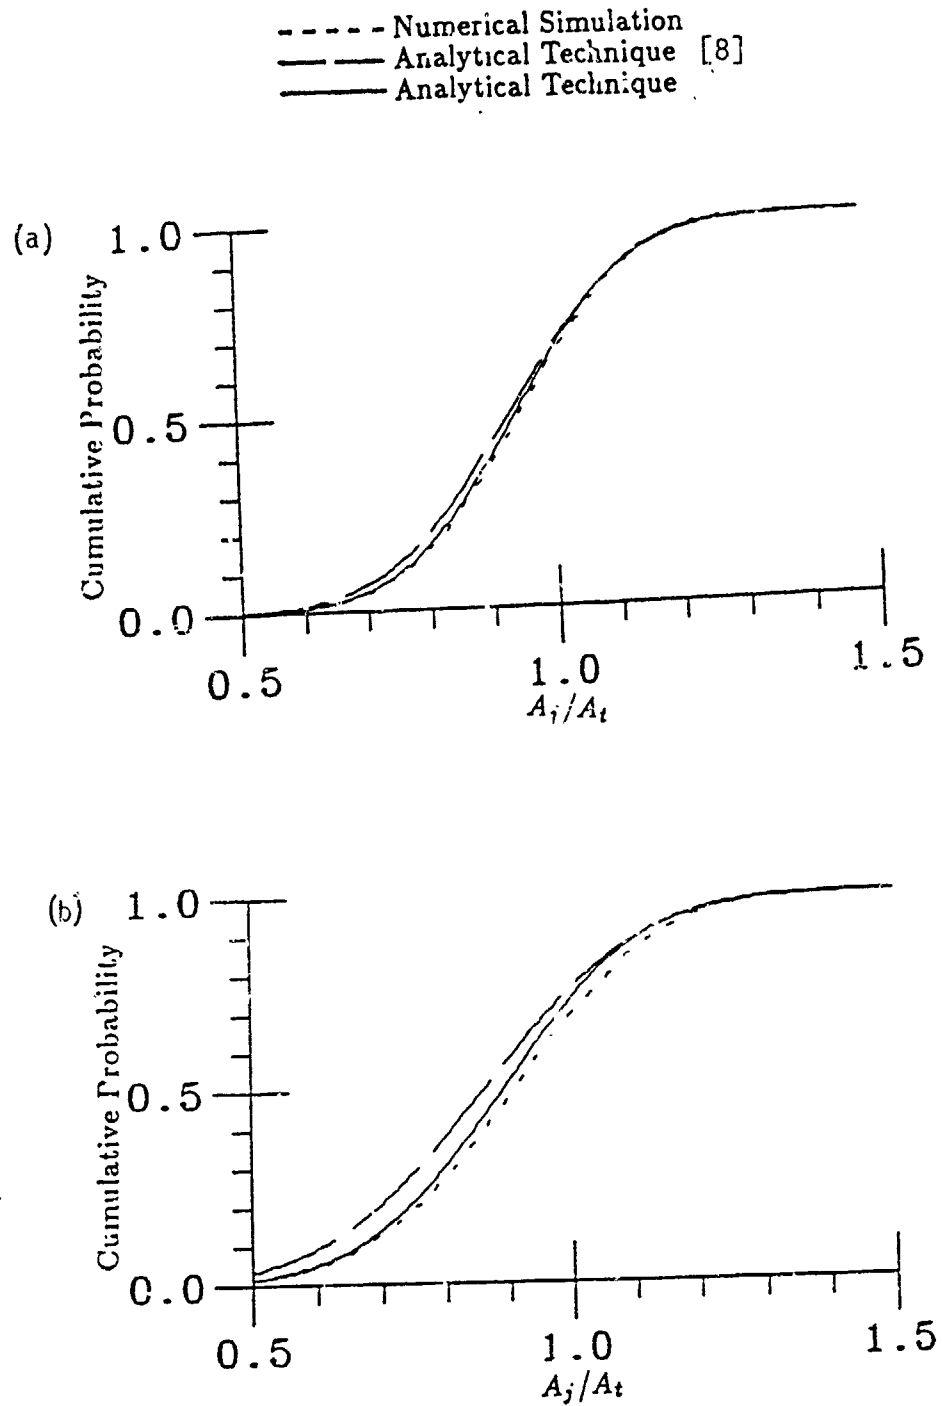 Numerical Simulation
Analytical Technique [8]
Analytical Technique
(a)
Cumulative Probability
1.0
0.5
0.0
0.5
1.0
1.5
A_j/A_t
(b)
Cumulative Probability
1.0
0.5
0.0
0.5
1.0
1.5
A_j/A_t